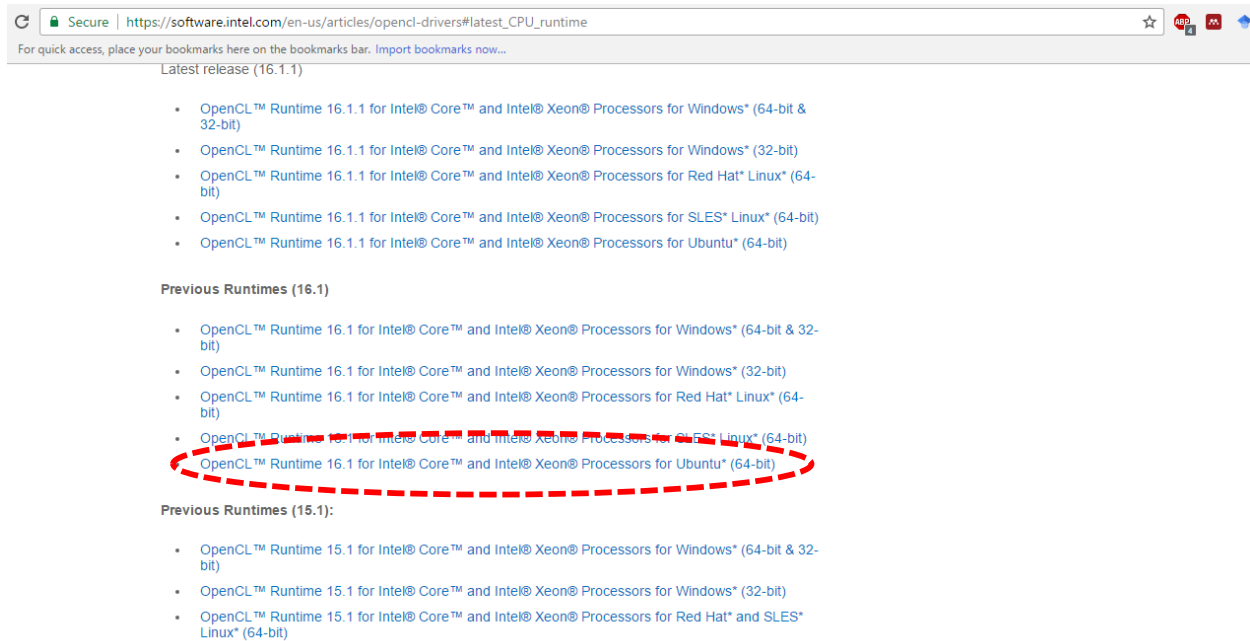 Secure | https://software.intel.com/en-us/articles/opencl-drivers#latest_CPU_runtime
ABP
4
For quick access, place your bookmarks here on the bookmarks bar. Import bookmarks now...
Latest release (16.1.1)
• OpenCL™ Runtime 16.1.1 for Intel® Core™ and Intel® Xeon® Processors for Windows* (64-bit &
32-bit)
• OpenCL™ Runtime 16.1.1 for Intel® Core™ and Intel® Xeon® Processors for Windows* (32-bit)
• OpenCL™ Runtime 16.1.1 for Intel® Core™ and Intel® Xeon® Processors for Red Hat* Linux* (64-
bit)
• OpenCL™ Runtime 16.1.1 for Intel® Core™ and Intel® Xeon® Processors for SLES* Linux* (64-bit)
• OpenCL™ Runtime 16.1.1 for Intel® Core™ and Intel® Xeon® Processors for Ubuntu* (64-bit)
Previous Runtimes (16.1)
• OpenCL™ Runtime 16.1 for Intel® Core™ and Intel® Xeon® Processors for Windows* (64-bit & 32-
bit)
• OpenCL™ Runtime 16.1 for Intel® Core™ and Intel® Xeon® Processors for Windows* (32-bit)
• OpenCL™ Runtime 16.1 for Intel® Core™ and Intel® Xeon® Processors for Red Hat* Linux* (64-
bit)
• OpenCL™ Runtime 16.1 for Intel® Core™ and Intel® Xeon® Processors for SLES* Linux* (64-bit)
OpenCL™ Runtime 16.1 for Intel® Core™ and Intel® Xeon® Processors for Ubuntu* (64-bit)
Previous Runtimes (15.1):
• OpenCL™ Runtime 15.1 for Intel® Core™ and Intel® Xeon® Processors for Windows* (64-bit & 32-
bit)
• OpenCL™ Runtime 15.1 for Intel® Core™ and Intel® Xeon® Processors for Windows* (32-bit)
• OpenCL™ Runtime 15.1 for Intel® Core™ and Intel® Xeon® Processors for Red Hat* and SLES*
Linux* (64-bit)